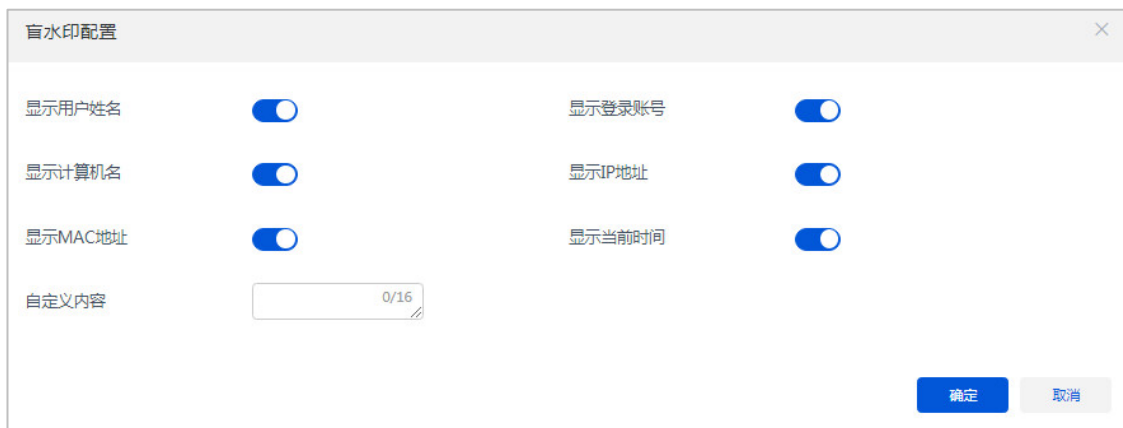 盲水印配置
显示用户姓名 显示登录账号
显示计算机名 显示IP地址
显示MAC地址 显示当前时间
自定义内容 0/16
确定 取消